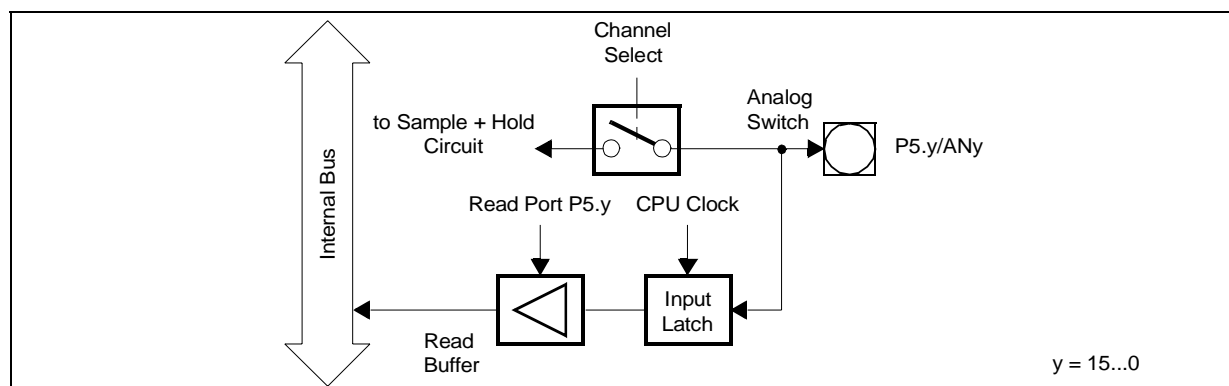 Channel
Select
to Sample + Hold
Circuit
Analog
Switch
P5.y/ANy
Internal Bus
Read Port P5.y
CPU Clock
Input
Latch
Read
Buffer
y = 15...0